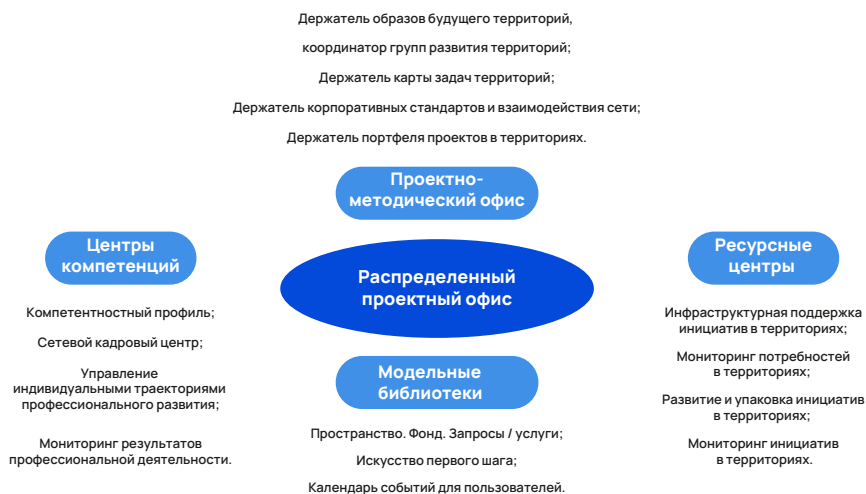 Держатель образов будущего территорий,
координатор групп развития территорий;
Держатель карты задач территорий;
Держатель корпоративных стандартов и взаимодействия сети;
Держатель портфеля проектов в территориях.
Проектно-
методический офис
Центры
компетенций
Компетентностный профиль;
Сетевой кадровый центр;
Управление
индивидуальными траекториями
профессионального развития;
Мониторинг результатов
профессиональной деятельности.
Распределенный
проектный офис
Модельные
библиотеки
Пространство. Фонд. Запросы / услуги;
Искусство первого шага;
Календарь событий для пользователей.
Ресурсные
центры
Инфраструктурная поддержка
инициатив в территориях;
Мониторинг потребностей
в территориях;
Развитие и упаковка инициатив
в территориях;
Мониторинг инициатив
в территориях.